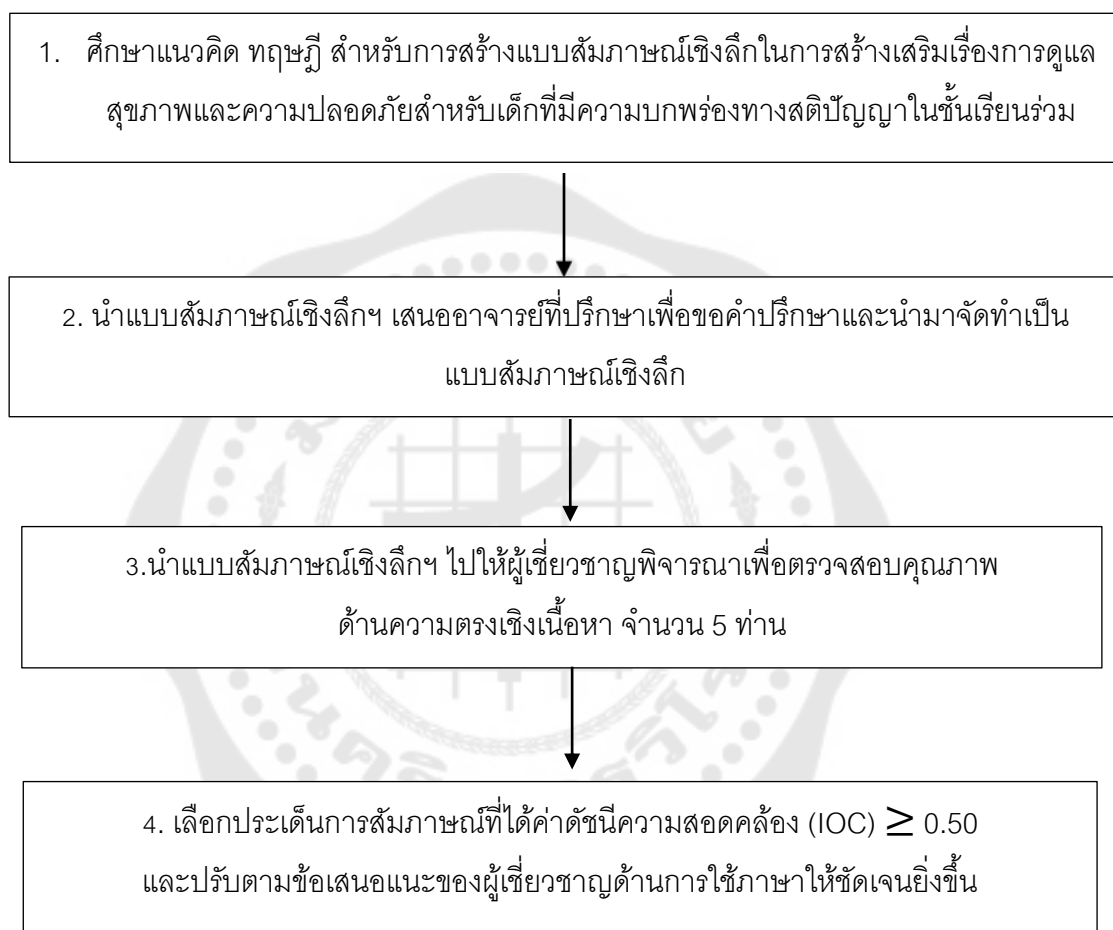 1. ศึกษาแนวคิด ทฤษฎี สำหรับการสร้างแบบสัมภาษณ์เชิงลึกในการสร้างเสริมเรื่องการดูแล
สุขภาพและความปลอดภัยสำหรับเด็กที่มีความบกพร่องทางสติปัญญาในชั้นเรียนร่วม
2. นำแบบสัมภาษณ์เชิงลึกฯ เสนออาจารย์ที่ปรึกษาเพื่อขอคำปรึกษาและนำมาจัดทำเป็น
แบบสัมภาษณ์เชิงลึก
3.นำแบบสัมภาษณ์เชิงลึกฯ ไปให้ผู้เชี่ยวชาญพิจารณาเพื่อตรวจสอบคุณภาพ
ด้านความตรงเชิงเนื้อหา จำนวน 5 ท่าน
4. เลือกประเด็นการสัมภาษณ์ที่ได้ค่าดัชนีความสอดคล้อง (IOC) ≥ 0.50
และปรับตามข้อเสนอแนะของผู้เชี่ยวชาญด้านการใช้ภาษาให้ชัดเจนยิ่งขึ้น